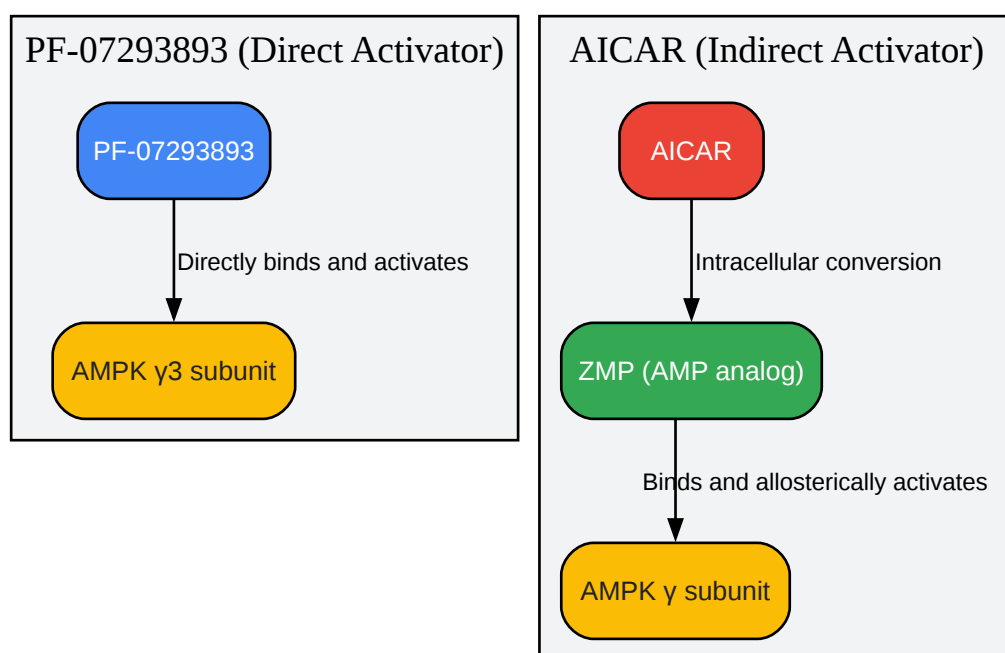 PF-07293893 (Direct Activator)
PF-07293893
Directly binds and activates
AMPK γ3 subunit
AICAR (Indirect Activator)
AICAR
Intracellular conversion
ZMP (AMP analog)
Binds and allosterically activates
AMPK γ subunit